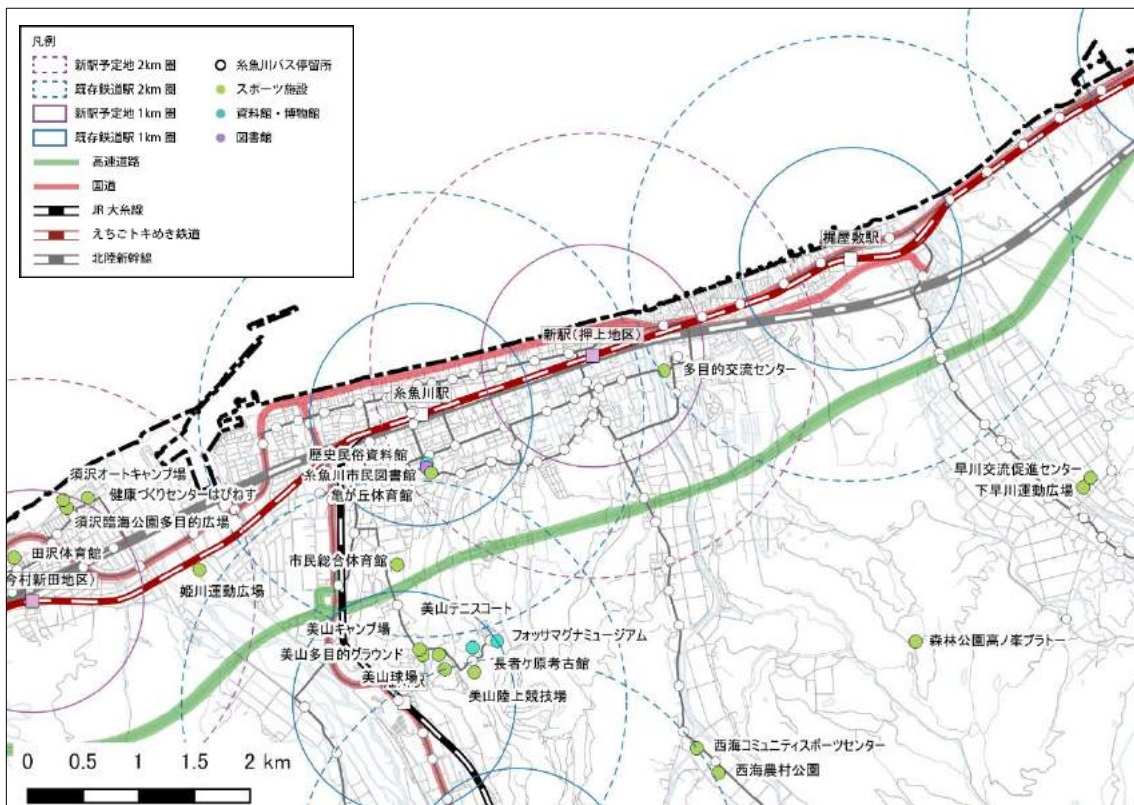 凡例
新駅予定地 2km 圏
既存鉄道駅 2km 圏
新駅予定地 1km 圏
既存鉄道駅 1km 圏
高速道路
国道
JR 大糸線
えちごトキめき鉄道
北陸新幹線
糸魚川バス停留所
スポーツ施設
資料館・博物館
図書館
梶屋敷駅
新駅(押上地区)
多目的交流センター
糸魚川駅
歴史民俗資料館
糸魚川市民図書館
亀が丘体育館
須沢オートキャンプ場
健康づくりセンターはぴねす
須沢臨海公園多目的広場
田沢体育館
今村新田地区)
姫川運動広場
市民総合体育館
早川交流促進センター
下早川運動広場
美山テニスコート
美山キャンプ場
フォッサマグナミュージアム
美山多目的グラウンド
長者ケ原考古館
美山球場
美山陸上競技場
森林公園高ノ峯プラトー
西海コミュニティスポーツセンター
西海農村公園
0 0.5 1 1.5 2 km